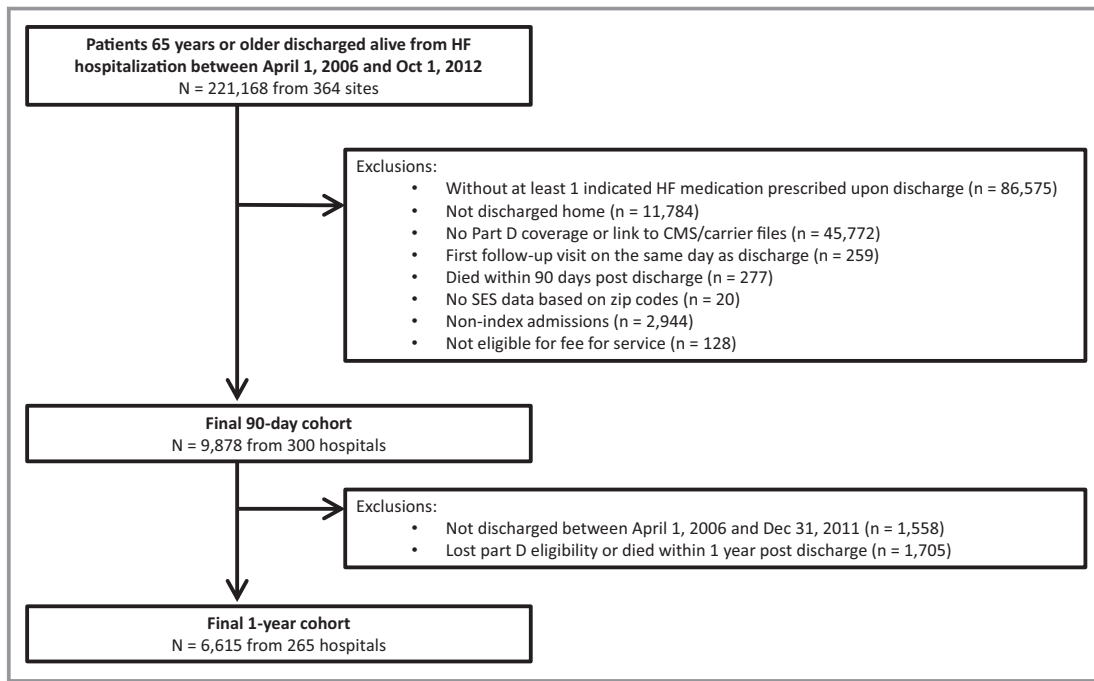 Patients 65 years or older discharged alive from HF
hospitalization between April 1, 2006 and Oct 1, 2012
N = 221,168 from 364 sites
Exclusions:
• Without at least 1 indicated HF medication prescribed upon discharge (n = 86,575)
• Not discharged home (n = 11,784)
• No Part D coverage or link to CMS/carrier files (n = 45,772)
• First follow-up visit on the same day as discharge (n = 259)
• Died within 90 days post discharge (n = 277)
• No SES data based on zip codes (n = 20)
• Non-index admissions (n = 2,944)
• Not eligible for fee for service (n = 128)
Final 90-day cohort
N = 9,878 from 300 hospitals
Exclusions:
• Not discharged between April 1, 2006 and Dec 31, 2011 (n = 1,558)
• Lost part D eligibility or died within 1 year post discharge (n = 1,705)
Final 1-year cohort
N = 6,615 from 265 hospitals